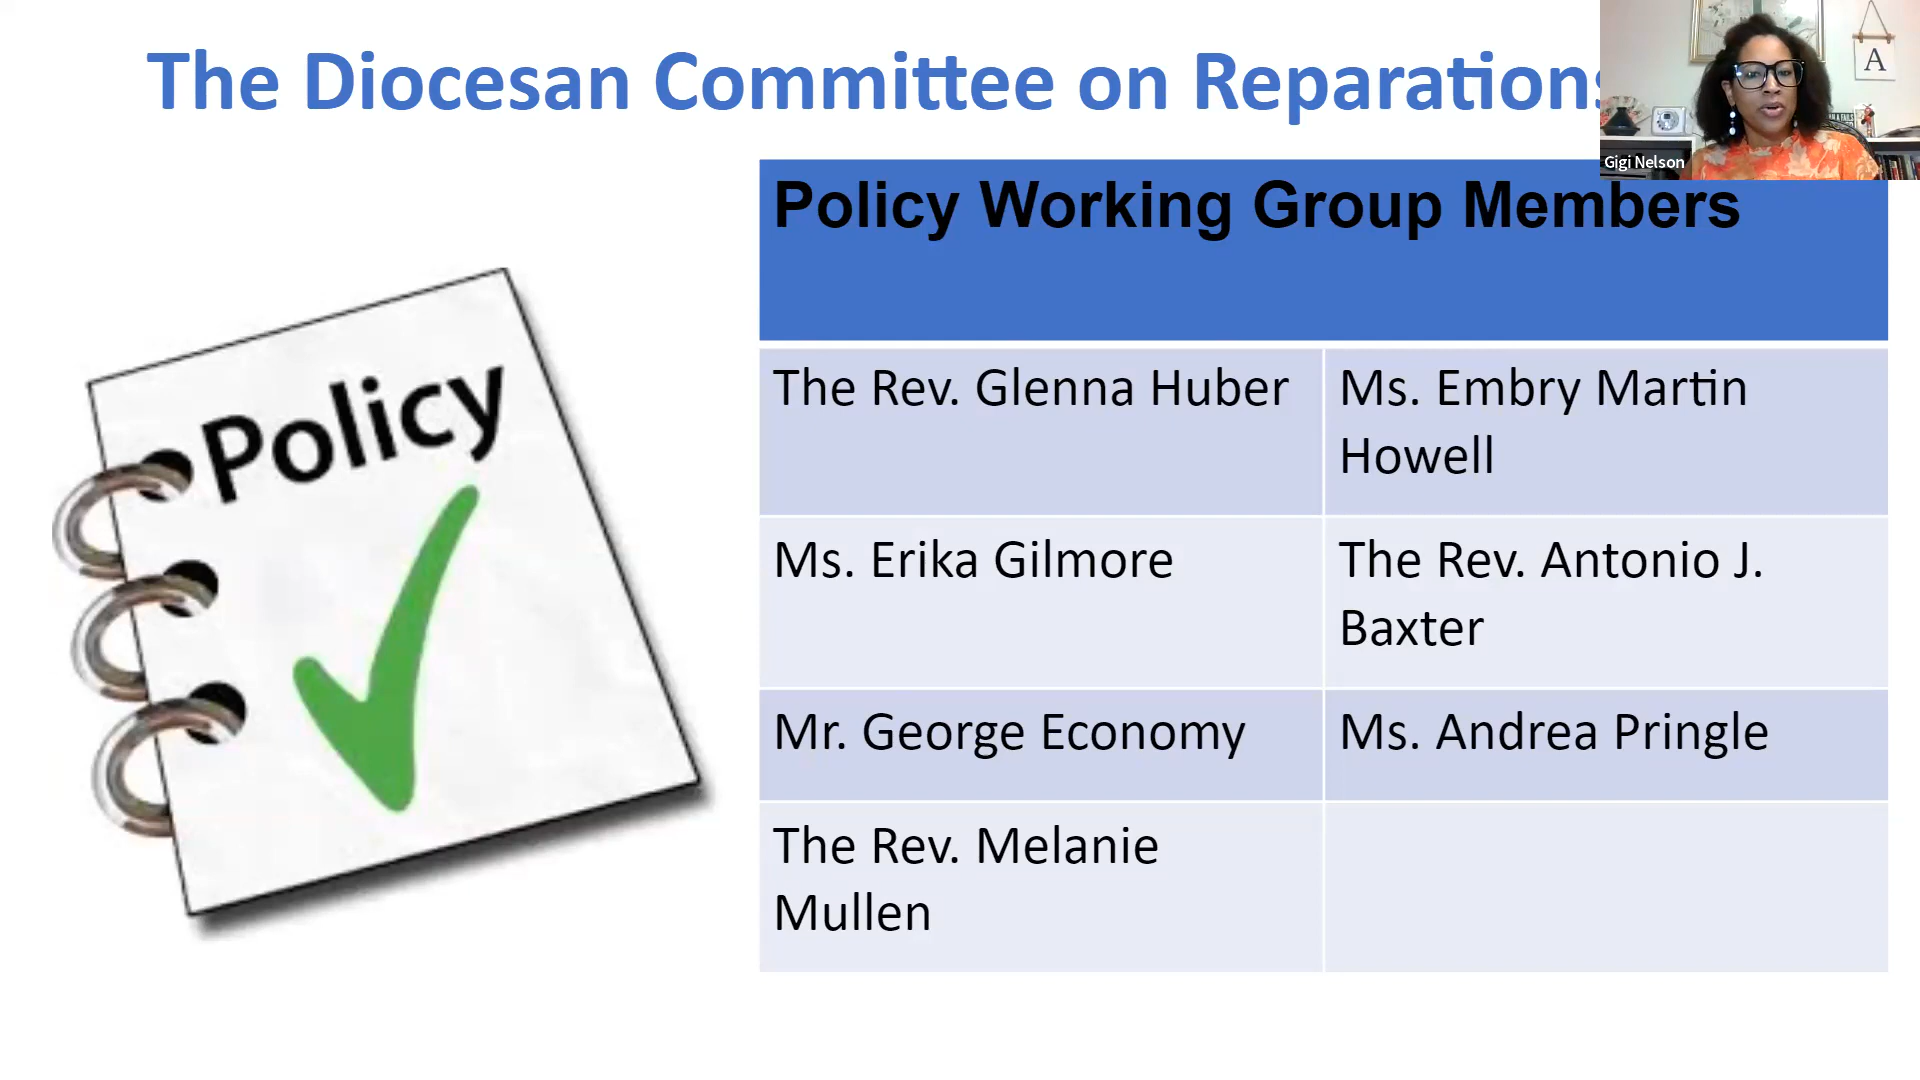 The Diocesan Committee on Reparations
A
Gigi Nelson
Policy Working Group Members
Policy
The Rev. Glenna Huber
Ms. Embry Martin
Howell
Ms. Erika Gilmore
The Rev. Antonio J.
Baxter
Mr. George Economy
Ms. Andrea Pringle
The Rev. Melanie
Mullen